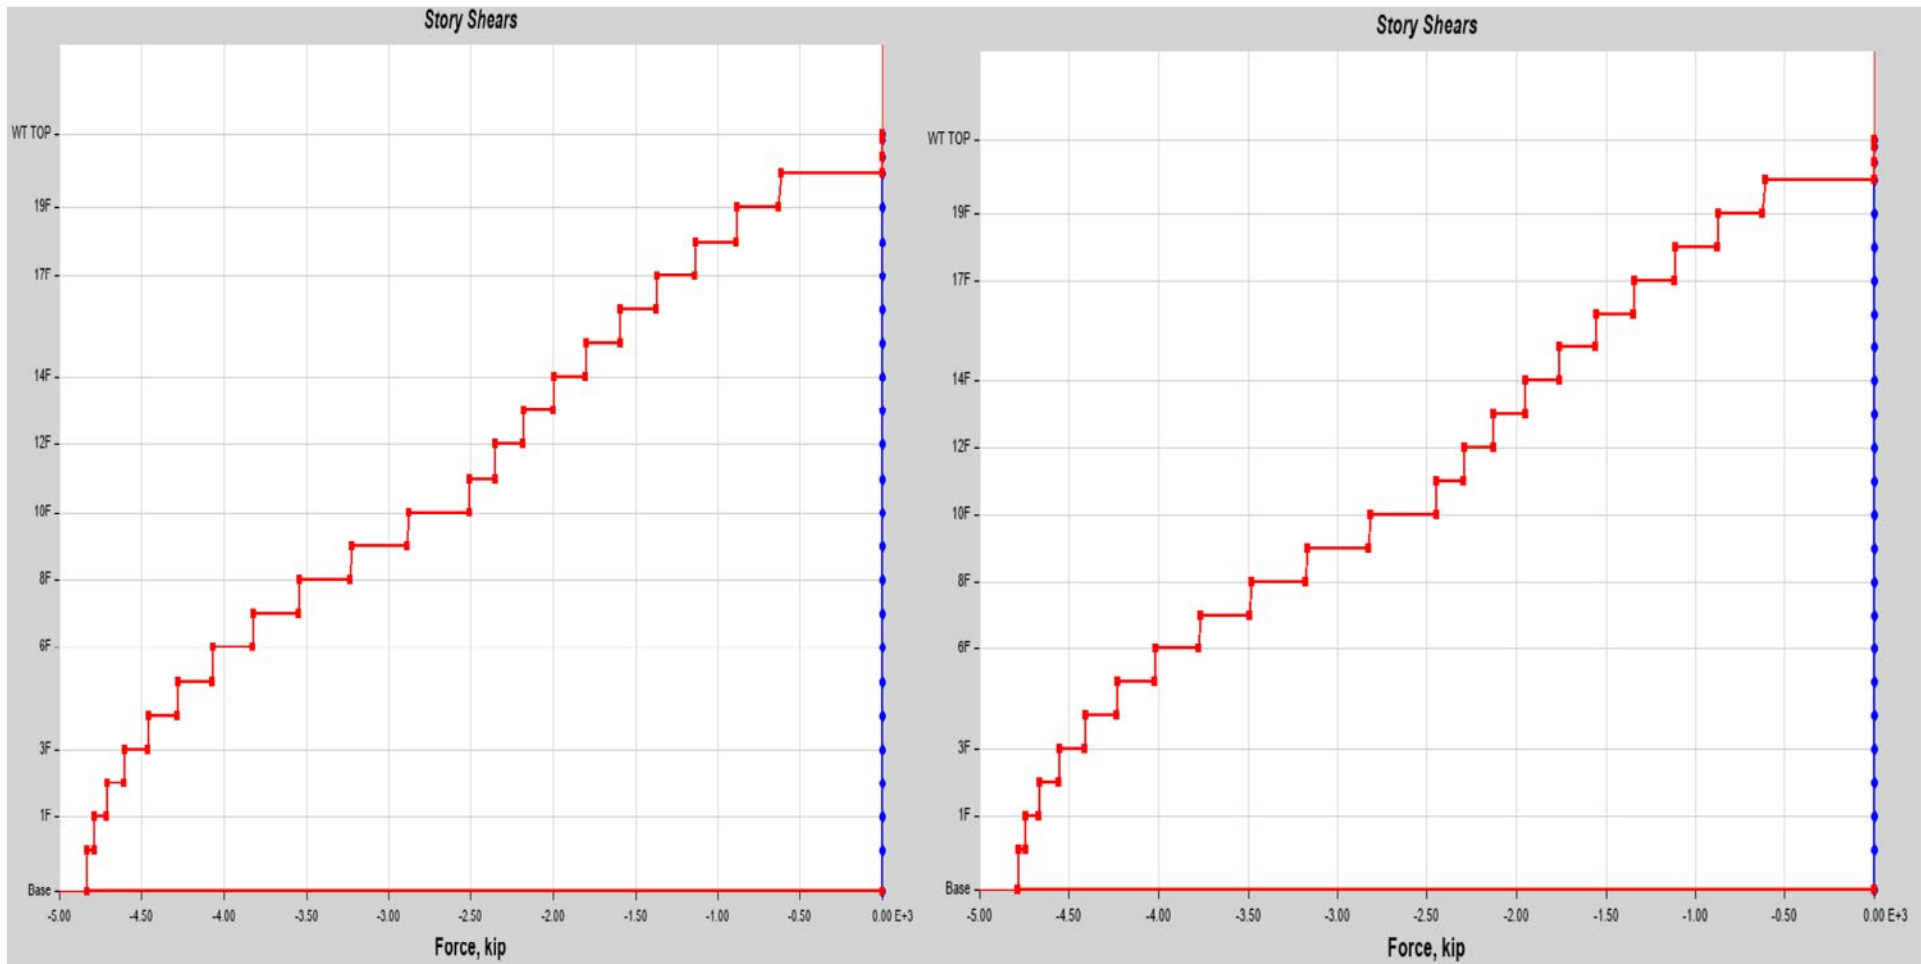 Story Shears
WT TOP
19F
17F
14F
12F
10F
8F
6F
3F
1F
Base
-5.00 -4.50 -4.00 -3.50 -3.00 -2.50 -2.00 -1.50 -1.00 -0.50 0.00 E+3
Force, kip
Story Shears
WT TOP
19F
17F
14F
12F
10F
8F
6F
3F
1F
Base
-5.00 -4.50 -4.00 -3.50 -3.00 -2.50 -2.00 -1.50 -1.00 -0.50 0.00 E+3
Force, kip